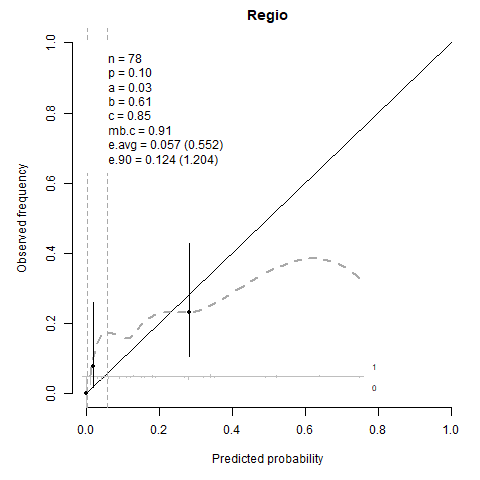 Regio
n = 78
p = 0.10
a = 0.03
b = 0.61
c = 0.85
mb.c = 0.91
e.avg = 0.057 (0.552)
e.90 = 0.124 (1.204)
Observed frequency
1.0
0.8
0.6
0.4
0.2
0.0
1
0
0.0 0.2 0.4 0.6 0.8 1.0
Predicted probability